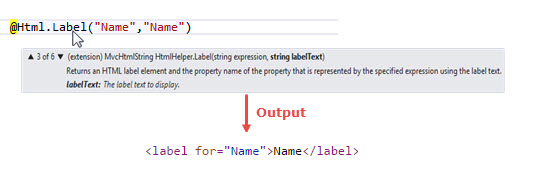 @Html.Label("Name","Name")
▲ 3 of 6 ▼ (extension) MvcHtmlString HtmlHelper.Label(string expression, string labelText)
Returns an HTML label element and the property name of the property that is represented by the specified expression using the label text.
labelText: The label text to display.
Output
<label for="Name">Name</label>